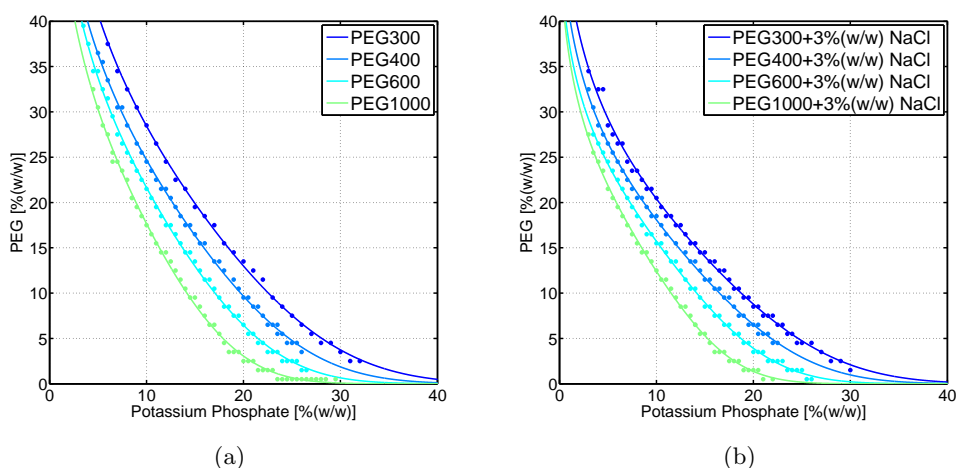 40
35
30
25
20
15
10
5
0
PEG [%(w/w)]
0 10 20 30 40
Potassium Phosphate [%(w/w)]
PEG300
PEG400
PEG600
PEG1000
(a)
40
35
30
25
20
15
10
5
0
PEG [%(w/w)]
0 10 20 30 40
Potassium Phosphate [%(w/w)]
PEG300+3%(w/w) NaCl
PEG400+3%(w/w) NaCl
PEG600+3%(w/w) NaCl
PEG1000+3%(w/w) NaCl
(b)